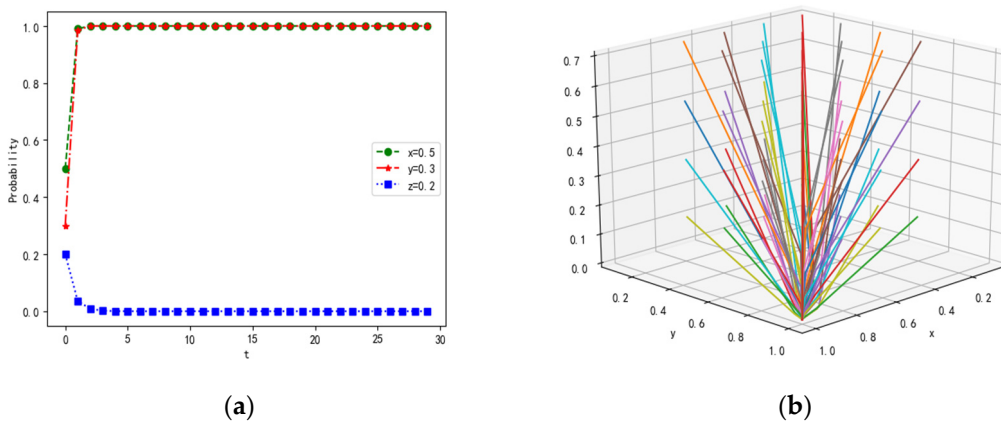 1.0
0.8
0.6
0.4
0.2
0.0
Probability
x=0.5
y=0.3
z=0.2
0 5 10 15 20 25 30
t
(a)
0.7
0.6
0.5
0.4
0.3
0.2
0.1
0.0
0.2 0.4 0.6 0.8 1.0
y
1.0 0.8 0.6 0.4 0.2
x
(b)